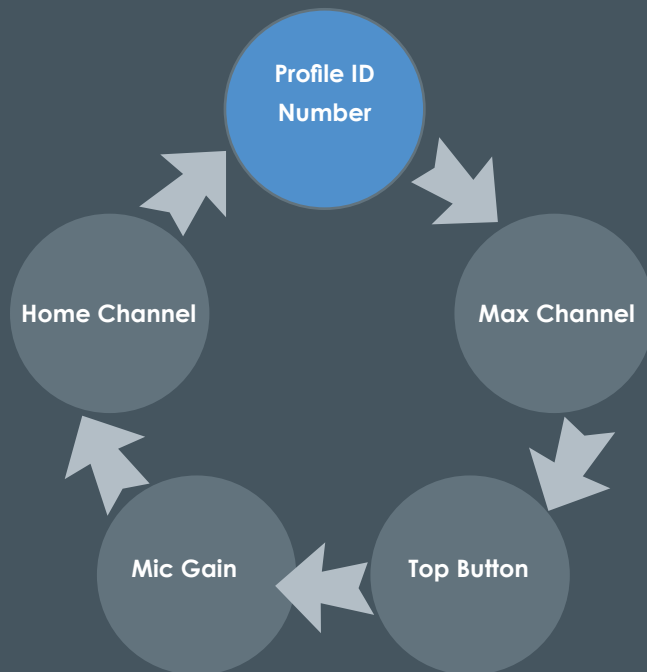 Profile ID
Number
Home Channel
Max Channel
Mic Gain
Top Button